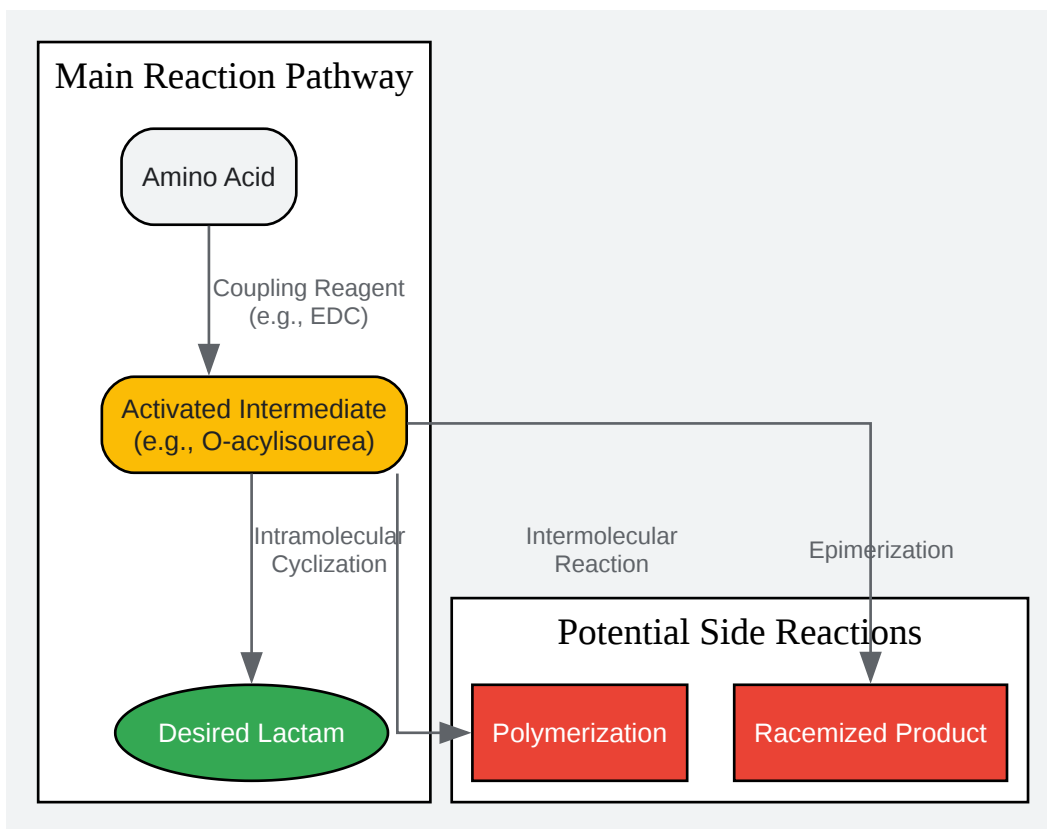 Main Reaction Pathway
Amino Acid
Coupling Reagent
(e.g., EDC)
Activated Intermediate
(e.g., O-acylisourea)
Intramolecular
Cyclization
Intermolecular
Reaction
Epimerization
Potential Side Reactions
Desired Lactam
Polymerization
Racemized Product